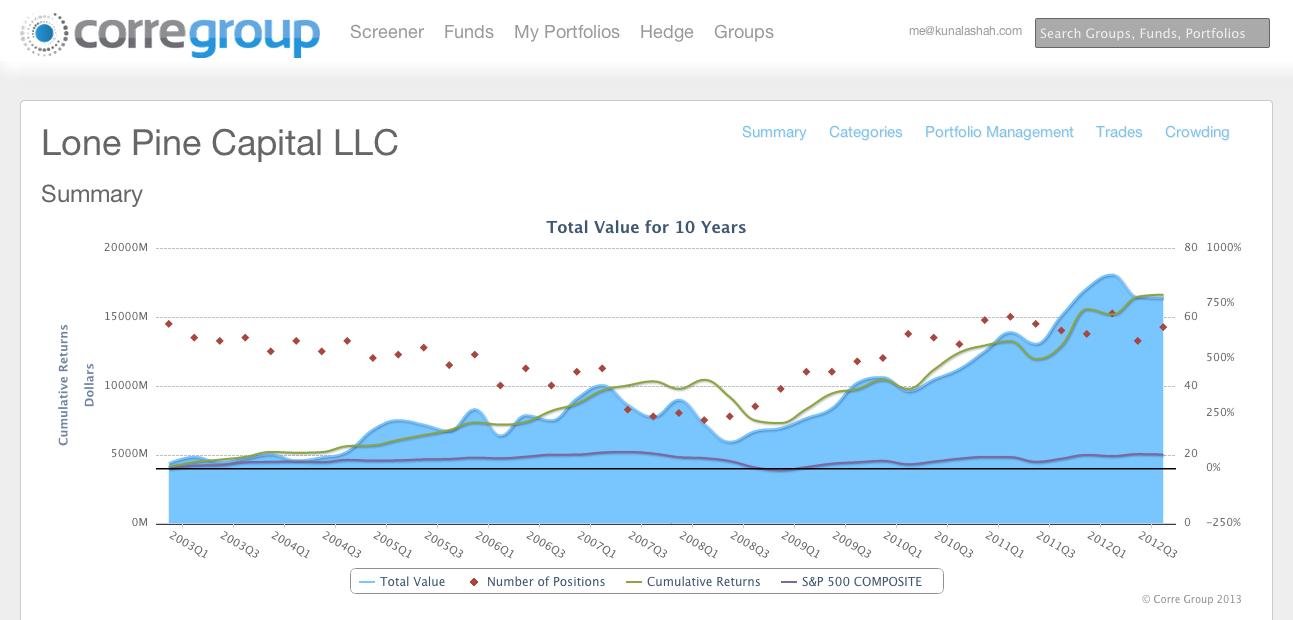 corregroup
Screener Funds My Portfolios Hedge Groups
me@kunalashah.com
Search Groups, Funds, Portfolios
Lone Pine Capital LLC
Summary Categories Portfolio Management Trades Crowding
Summary
Total Value for 10 Years
Cumulative Returns
Dollars
20000M
15000M
10000M
5000M
0M
80 1000%
750%
60
500%
40
250%
20
0%
0 -250%
2003Q1 2003Q3 2004Q1 2004Q3 2005Q1 2005Q3 2006Q1 2006Q3 2007Q1 2007Q3 2008Q1 2008Q3 2009Q1 2009Q3 2010Q1 2010Q3 2011Q1 2011Q3 2012Q1 2012Q3
Total Value Number of Positions Cumulative Returns S&P 500 COMPOSITE
© Corre Group 2013